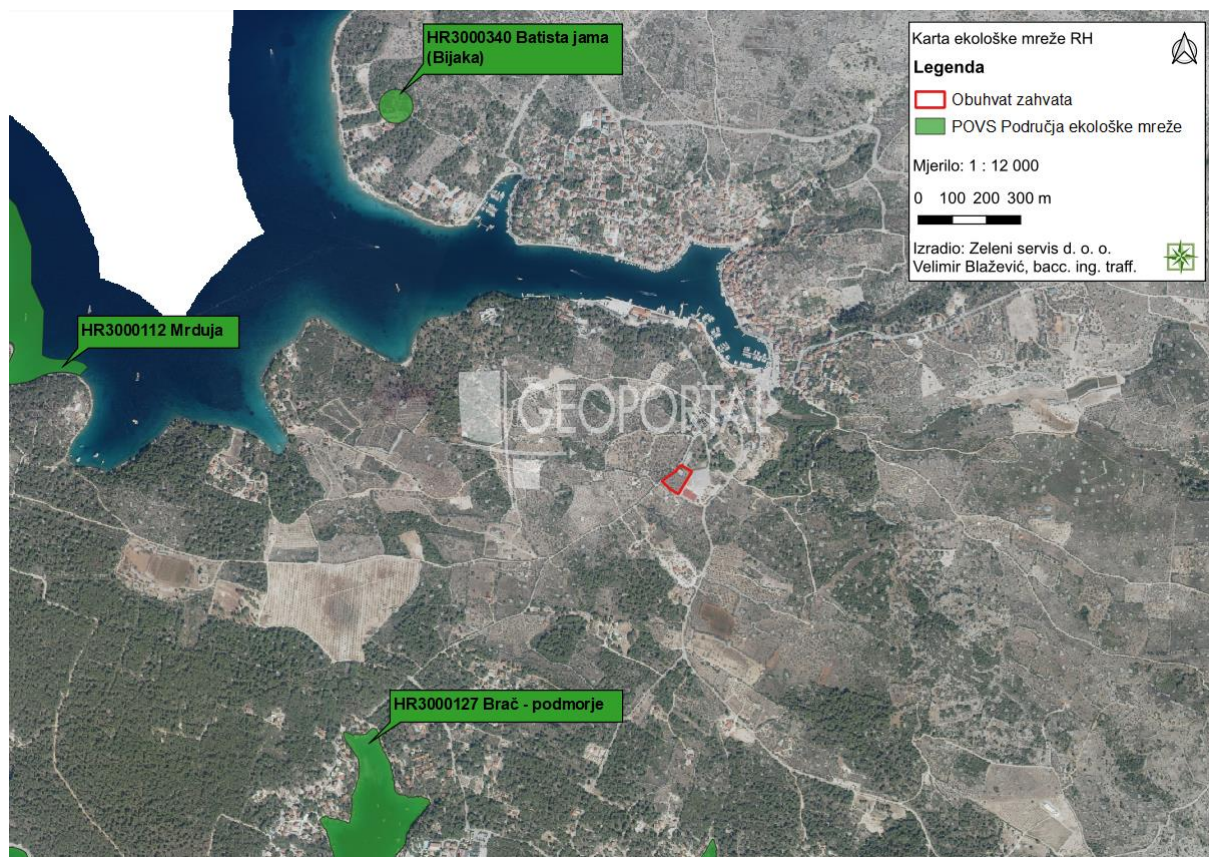 HR3000340 Batista jama
(Bijaka)
Karta ekološke mreže RH
Legenda
Obuhvat zahvata
POVS Područja ekološke mreže
Mjerilo: 1 : 12 000
0 100 200 300 m
Izradio: Zeleni servis d. o. o.
Velimir Blažević, bacc. ing. traff.
HR3000112 Mrduja
GEOPORTAL
HR3000127 Brač - podmorje